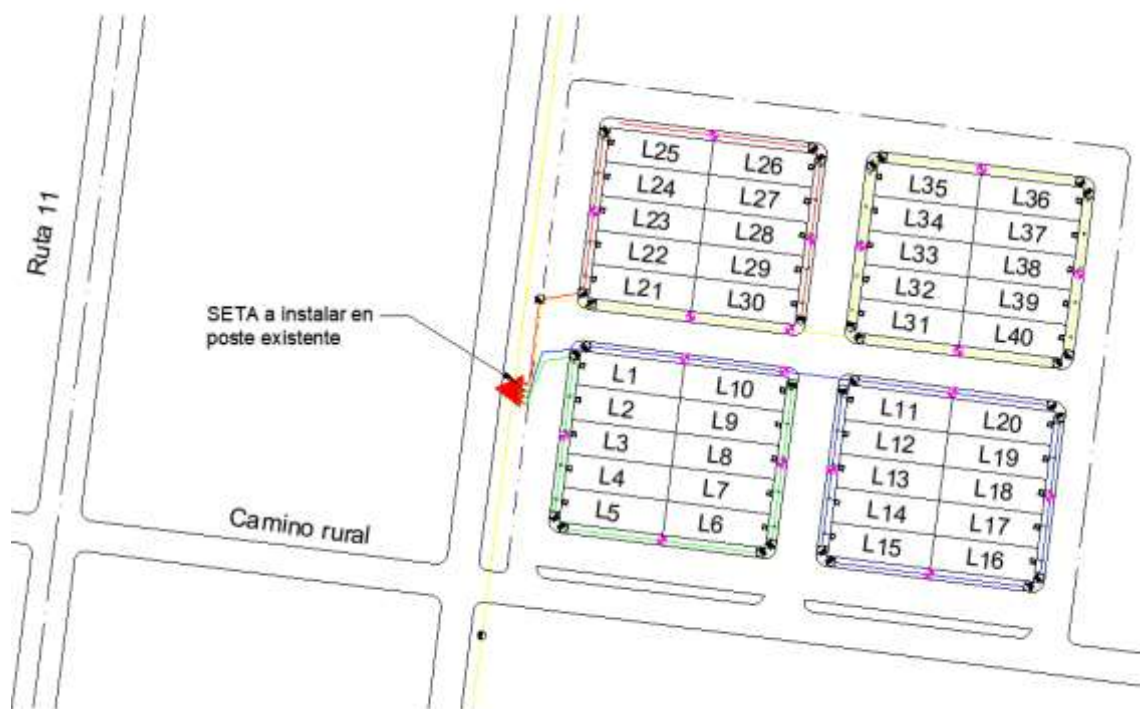 Ruta 11
SETA a instalar en
poste existente
Camino rural
L25 L26
L24 L27
L23 L28
L22 L29
L21 L30
L35 L36
L34 L37
L33 L38
L32 L39
L31 L40
L1 L10
L2 L9
L3 L8
L4 L7
L5 L6
L11 L20
L12 L19
L13 L18
L14 L17
L15 L16